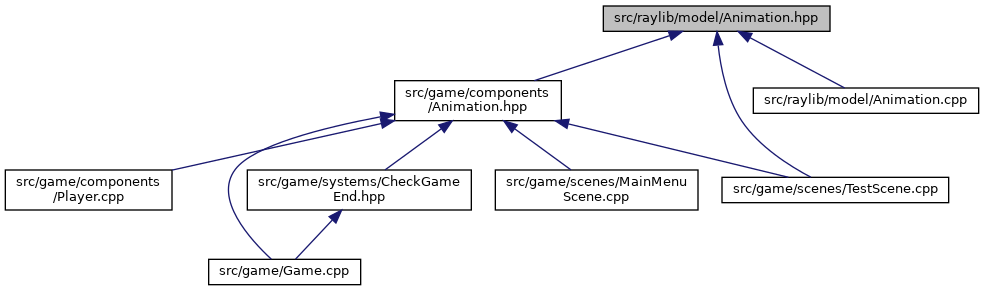 src/raylib/model/Animation.hpp
src/game/components
/Animation.hpp
src/raylib/model/Animation.cpp
src/game/components
/Player.cpp
src/game/systems/CheckGame
End.hpp
src/game/scenes/MainMenu
Scene.cpp
src/game/scenes/TestScene.cpp
src/game/Game.cpp